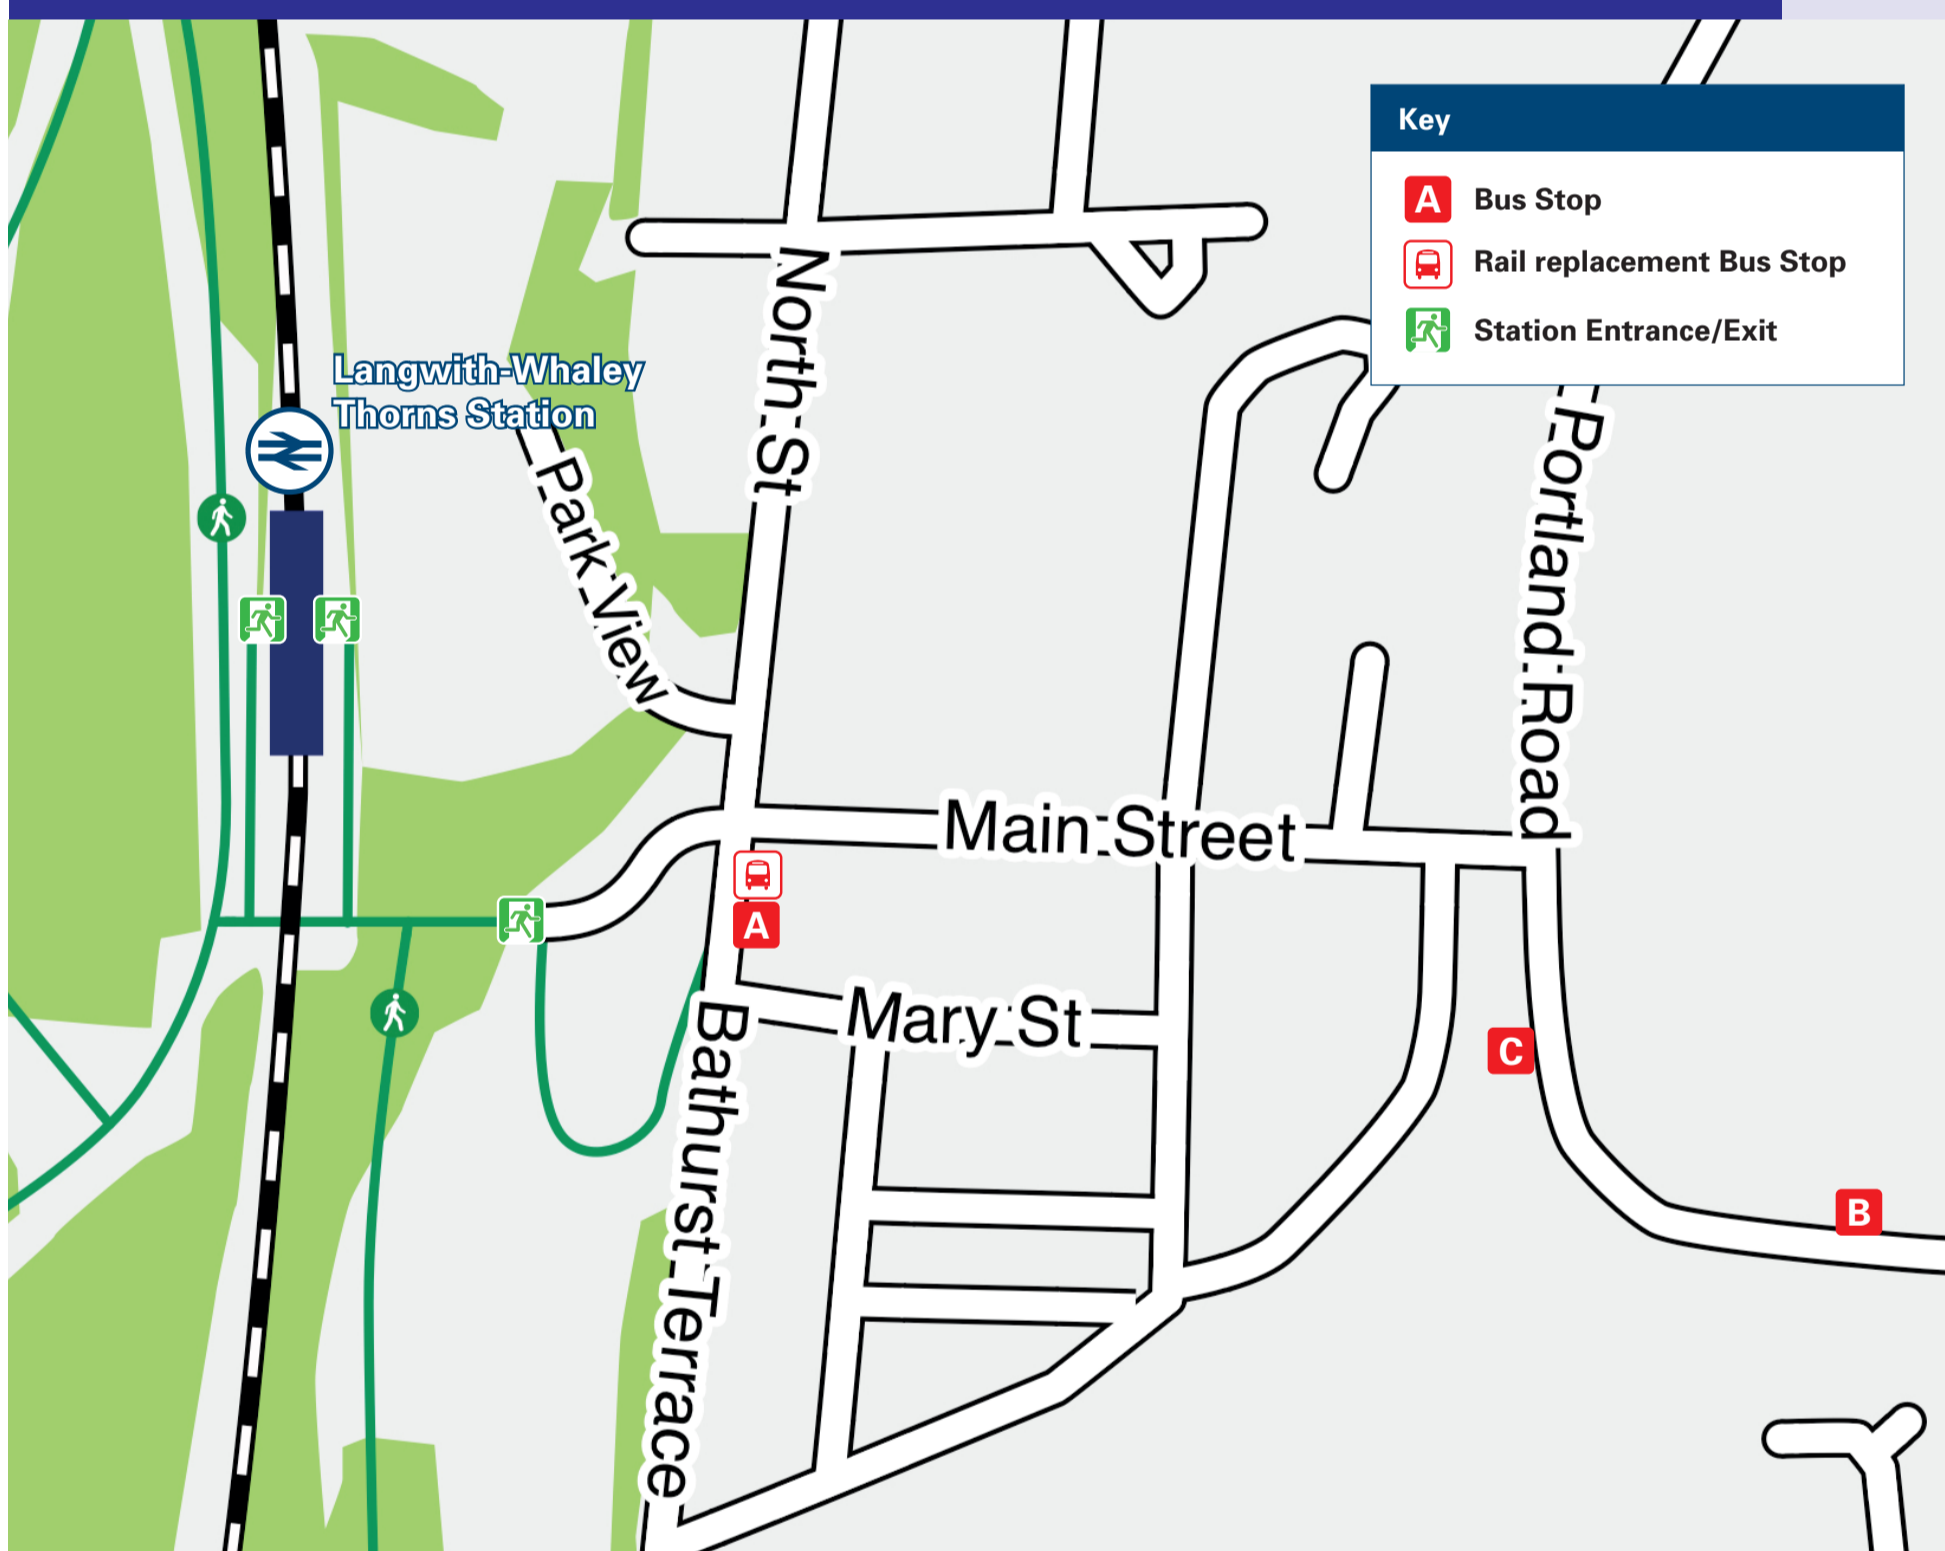 Key
A Bus Stop
Rail replacement Bus Stop
Station Entrance/Exit
Langwith-Whaley
Thorns Station
North St
Park View
Portland Road
Main Street
A
Mary St
Bathurst Terrace
C
B